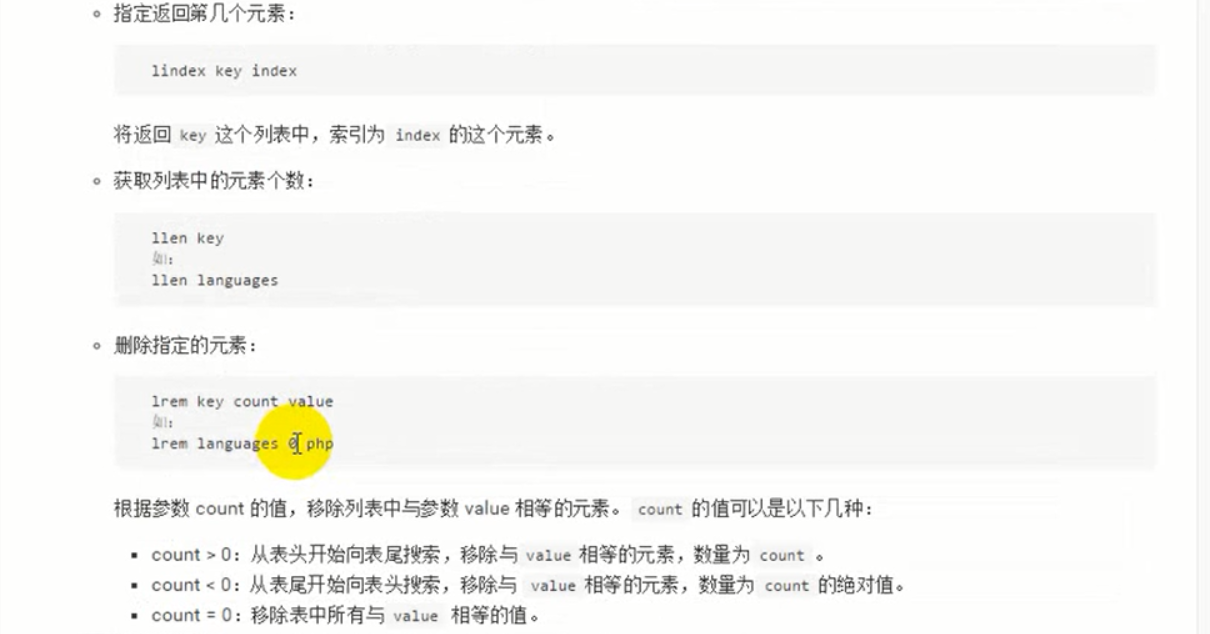 指定返回第几个元素：
lindex key index
将返回 key 这个列表中，索引为 index 的这个元素。
获取列表中的元素个数：
llen key
如：
llen languages
删除指定的元素：
lrem key count value
如：
lrem languages 0 php
根据参数 count 的值，移除列表中与参数 value 相等的元素。 count 的值可以是以下几种：
count > 0：从表头开始向表尾搜索，移除与 value 相等的元素，数量为 count 。
count < 0：从表尾开始向表头搜索，移除与 value 相等的元素，数量为 count 的绝对值。
count = 0：移除表中所有与 value 相等的值。